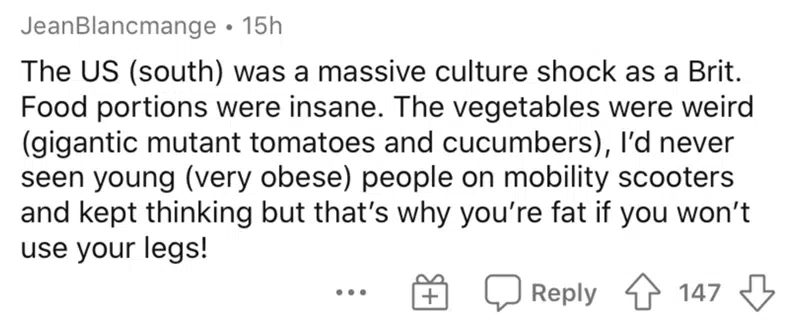 JeanBlancmange • 15h
The US (south) was a massive culture shock as a Brit.
Food portions were insane. The vegetables were weird
(gigantic mutant tomatoes and cucumbers), I’d never
seen young (very obese) people on mobility scooters
and kept thinking but that’s why you’re fat if you won’t
use your legs!
... Reply 147